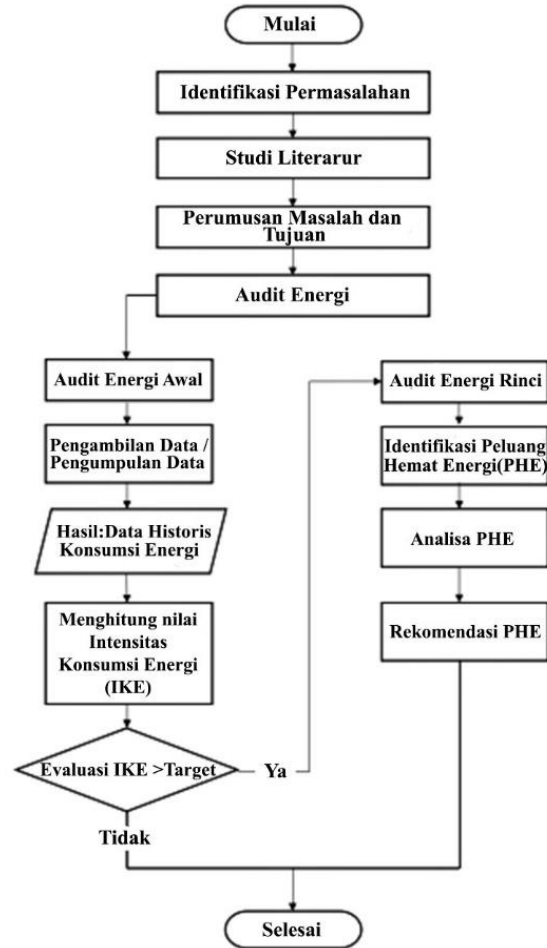 Mulai
Identifikasi Permasalahan
Studi Literarur
Perumusan Masalah dan
Tujuan
Audit Energi
Audit Energi Awal
Pengambilan Data /
Pengumpulan Data
Hasil:Data Historis
Konsumsi Energi
Menghitung nilai
Intensitas
Konsumsi Energi
(IKE)
Evaluasi IKE >Target
Ya
Tidak
Audit Energi Rinci
Identifikasi Peluang
Hemat Energi(PHE)
Analisa PHE
Rekomendasi PHE
Selesai